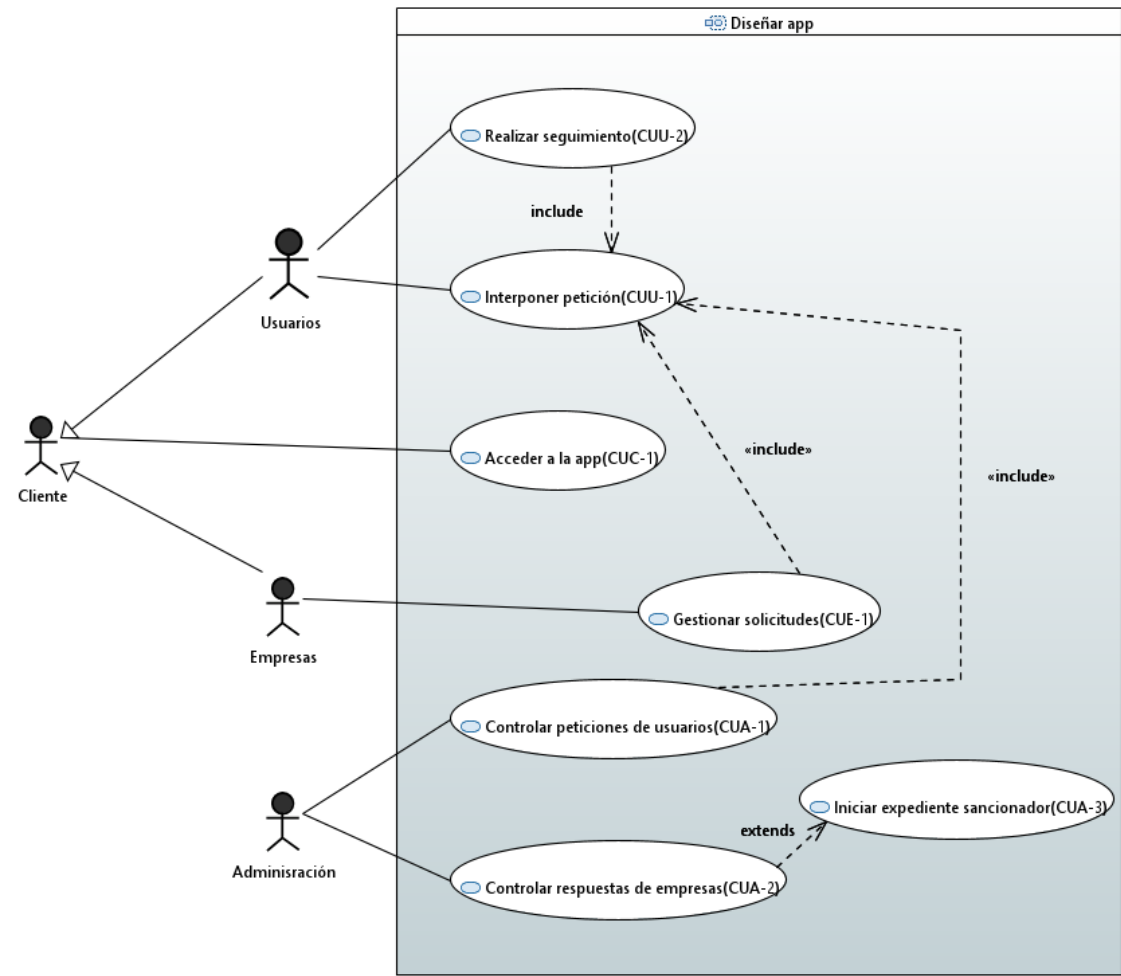 Diseñar app
Realizar seguimiento(CUU-2)
include
Usuarios
Interponer petición(CUU-1)
Cliente
Acceder a la app(CUC-1)
«include»
«include»
Empresas
Gestionar solicitudes(CUE-1)
Controlar peticiones de usuarios(CUA-1)
Iniciar expediente sancionador(CUA-3)
extends
Adminisración
Controlar respuestas de empresas(CUA-2)